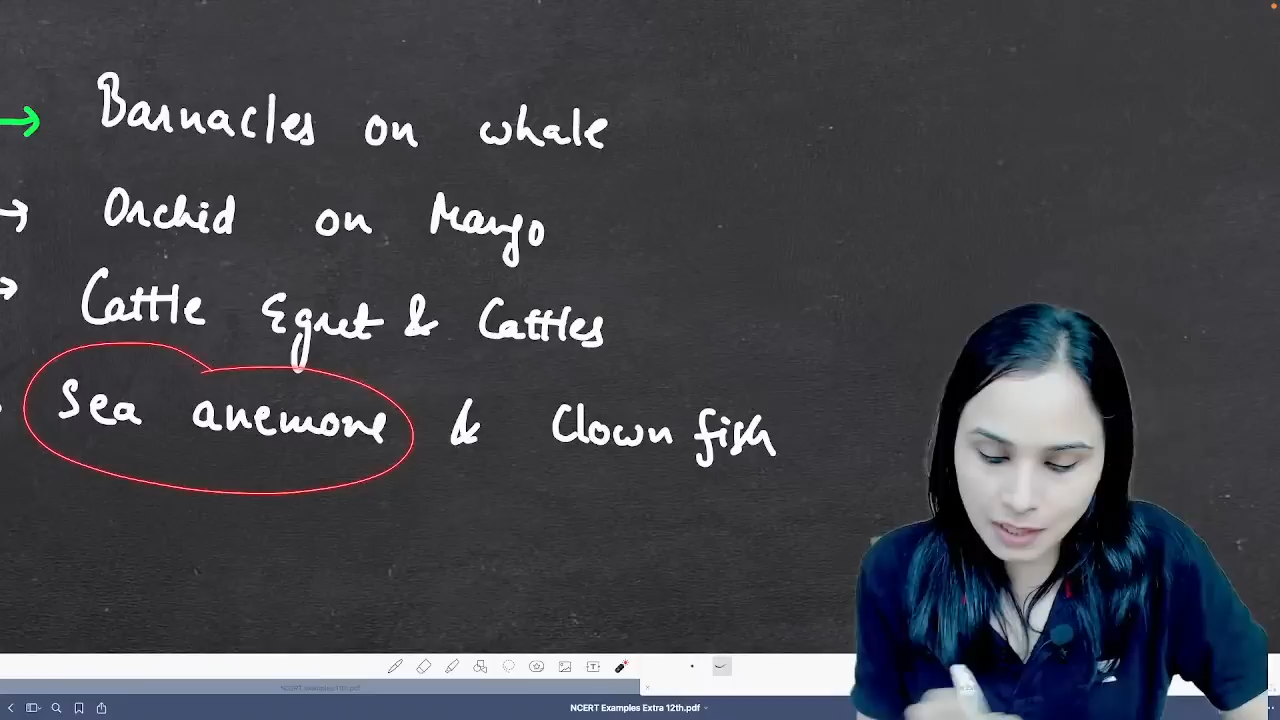 Barnacles on whale
Orchid on Mango
Cattle Egret & Cattles
Sea anemone & Clown fish
NCERT Examples Extra 12th.pdf